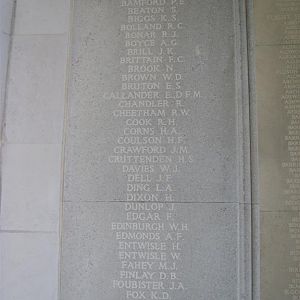 BAMFORD P.E
BEATON S.
BIGGS K.S.
BOLLAND R.G.
BONAR R.J.
BOYCE A.G.
BRILL J.K.
BRITTAIN F.C.
BROOK N.
BROWN W.D.
BRUTON E.S
CALLANDER E., D.F.M.
CHANDLER R.
CHEETHAM R.W.
COOK R.H.
CORNS H.A.
COULSON H.F.
CRAWFORD J.M.
CRUTTENDEN H.S.
DAVIES W.J.
DELL J.F.
DING L.A.
DIXON H.
DUNLOP J.
EDGAR F.
EDINBURGH W.H.
EDMONDS A.F
ENTWISLE H.
ENTWISLE W.
FAHEY M.J.
FINLAY D.B.
FOUBISTER J.A.
FOX K.D.